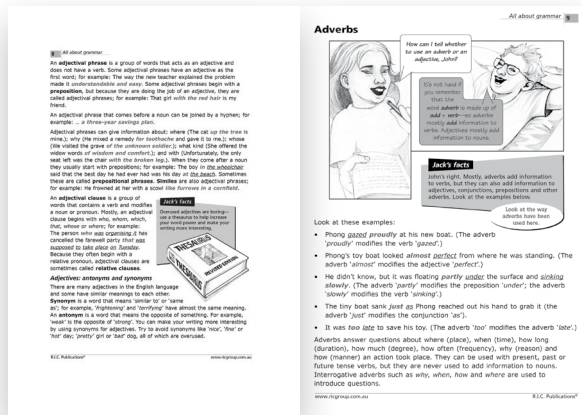 8 All about grammar
An adjectival phrase is a group of words that acts as an adjective and
does not have a verb. Some adjectival phrases have an adjective as the
first word; for example: The way the new teacher explained the problem
made it understandable and easy. Some adjectival phrases begin with a
preposition, but because they are doing the job of an adjective, they are
called adjectival phrases; for example: That girl with the red hair is my
friend.
An adjectival phrase that comes before a noun can be joined by a hyphen; for
example: … a three-year savings plan.
Adjectival phrases can give information about: where (The cat up the tree is
mine.); why (He mixed a remedy for toothache and gave it to me.); whose
(We visited the grave of the unknown soldier.); what kind (She offered the
widow words of wisdom and comfort.); and with (Unfortunately, the only
seat left was the chair with the broken leg.). When they come after a noun
they usually start with prepositions; for example: The boy in the wheelchair
said that the best day he had ever had was his day at the beach. Sometimes
these are called prepositional phrases. Similes are also adjectival phrases;
for example: He frowned at her with a scowl like furrows in a cornfield.
An adjectival clause is a group of
words that contains a verb and modifies
a noun or pronoun. Mostly, an adjectival
clause begins with who, whom, which,
that, whose or where; for example:
The person who was organising it has
cancelled the farewell party that was
supposed to take place on Tuesday.
Because they often begin with a
relative pronoun, adjectival clauses are
sometimes called relative clauses.
Jack's facts
Overused adjectives are boring—
use a thesaurus to help increase
your word power and make your
writing more interesting.
THESAURUS
REVISED EDITION
Adjectives: antonyms and synonyms
There are many adjectives in the English language
and some have similar meanings to each other.
Synonym is a word that means 'similar to' or 'same
as'; for example, 'frightening' and 'terrifying' have almost the same meaning. An
antonym is a word that means the opposite of something. For example,
'weak' is the opposite of 'strong'. You can make your writing more interesting
by using synonyms for adjectives. Try to avoid synonyms like 'nice', 'fine' or
'hot' day; 'pretty' girl or 'bad' dog, all of which are overused.
R.I.C. Publications® www.ricgroup.com.au
All about grammar 9
Adverbs
How can I tell whether
to use an adverb or an
adjective, John?
It's not hard if
you remember
that the
word adverb is made up of
add + verb—so adverbs
mostly add information to
verbs. Adjectives mostly add
information to nouns.
Jack's facts
John's right. Mostly, adverbs add information
to verbs, but they can also add information to
adjectives, conjunctions, prepositions and other
adverbs. Look at the examples below.
Look at the way
adverbs have been
used here.
Look at these examples:
• Phong gazed proudly at his new boat. (The adverb
'proudly' modifies the verb 'gazed'.)
• Phong's toy boat looked almost perfect from where he was standing. (The
adverb 'almost' modifies the adjective 'perfect'.)
• He didn't know, but it was floating partly under the surface and sinking
slowly. (The adverb 'partly' modifies the preposition 'under'; the adverb
'slowly' modifies the verb 'sinking'.)
• The tiny boat sank just as Phong reached out his hand to grab it (the
adverb 'just' modifies the conjunction 'as').
• It was too late to save his toy. (The adverb 'too' modifies the adverb 'late'.)
Adverbs answer questions about where (place), when (time), how long
(duration), how much (degree), how often (frequency), why (reason) and
how (manner) an action took place. They can be used with present, past or
future tense verbs, but they are never used to add information to nouns.
Interrogative adverbs such as why, when, how and where are used to
introduce questions.
www.ricgroup.com.au R.I.C. Publications®